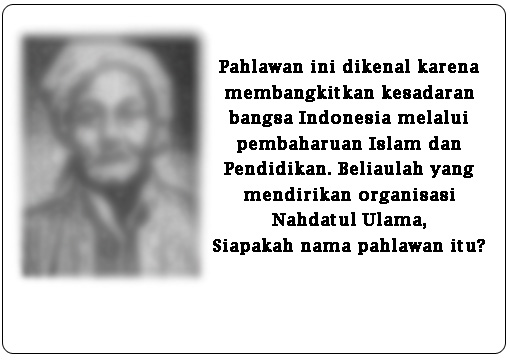 Pahlawan ini dikenal karena
membangkitkan kesadaran
bangsa Indonesia melalui
pembaharuan Islam dan
Pendidikan. Beliaulah yang
mendirikan organisasi
Nahdatul Ulama,
Siapakah nama pahlawan itu?